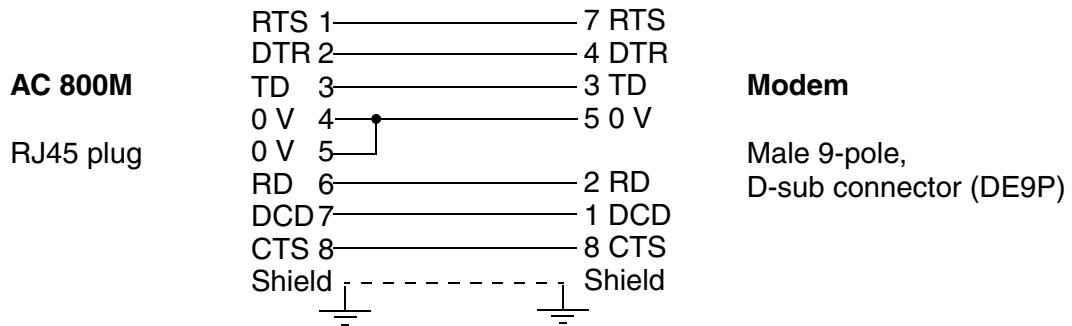 RTS 1 7 RTS
DTR 2 4 DTR
AC 800M TD 3 3 TD Modem
0 V 4 5 0 V
RJ45 plug 0 V 5 Male 9-pole,
RD 6 2 RD D-sub connector (DE9P)
DCD 7 1 DCD
CTS 8 8 CTS
Shield Shield